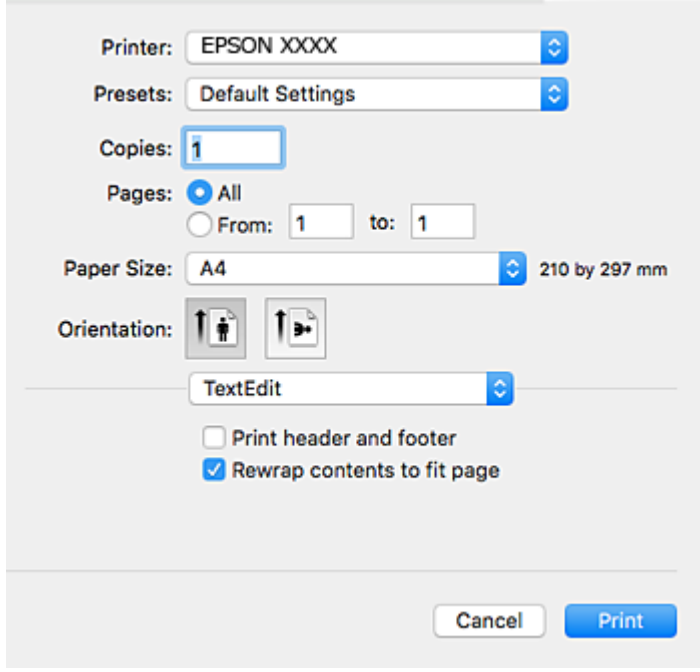 Printer: EPSON XXXX
Presets: Default Settings
Copies: 1
Pages: All
From: 1 to: 1
Paper Size: A4 210 by 297 mm
Orientation:
TextEdit
Print header and footer
Rewrap contents to fit page
Cancel Print